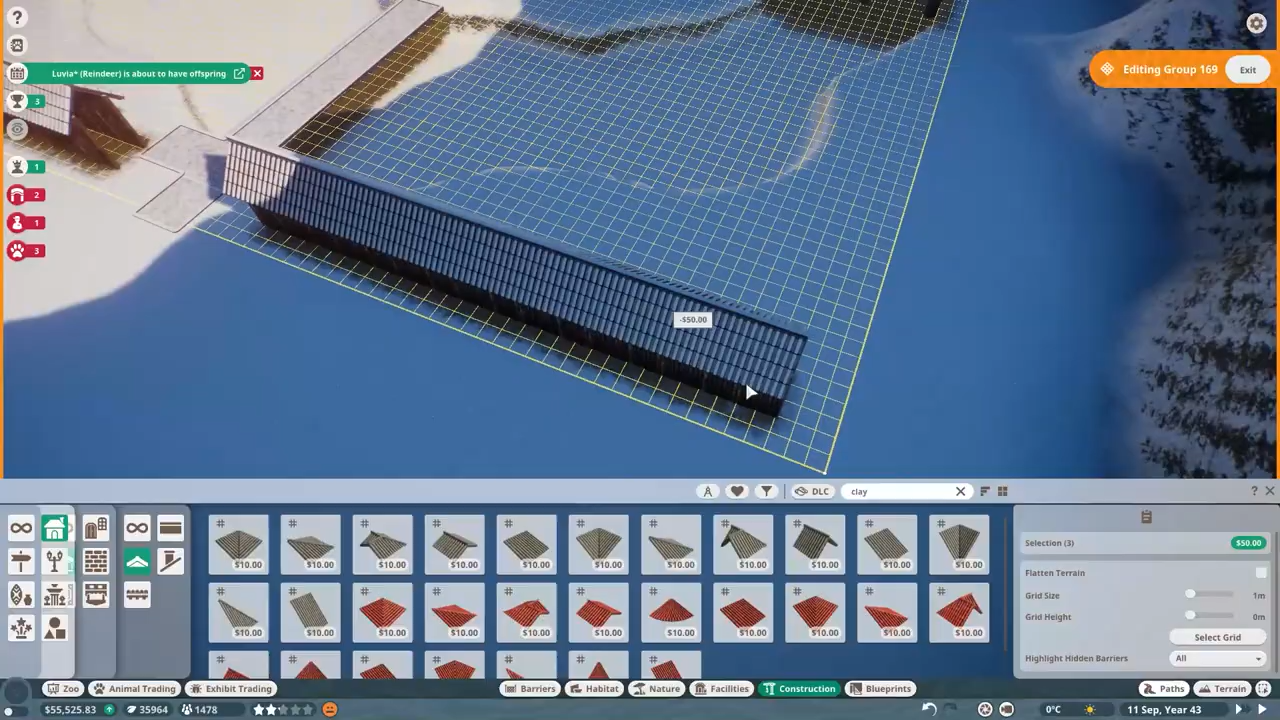 ?
Editing Group 169
Exit
Luvia* (Reindeer) is about to have offspring
3
1
2
1
3
-$50.00
DLC
clay
?
$10.00 $10.00 $10.00 $10.00 $10.00 $10.00 $10.00 $10.00 $10.00 $10.00 $10.00
$10.00 $10.00 $10.00 $10.00 $10.00 $10.00 $10.00 $10.00 $10.00 $10.00 $10.00
Selection (3)
$50.00
Flatten Terrain
Grid Size
1m
Grid Height
0m
Select Grid
Highlight Hidden Barriers
All
Zoo
Animal Trading
Exhibit Trading
Barriers
Habitat
Nature
Facilities
Construction
Blueprints
Paths
Terrain
$55,525.83
35964
1478
0°C
11 Sep, Year 43